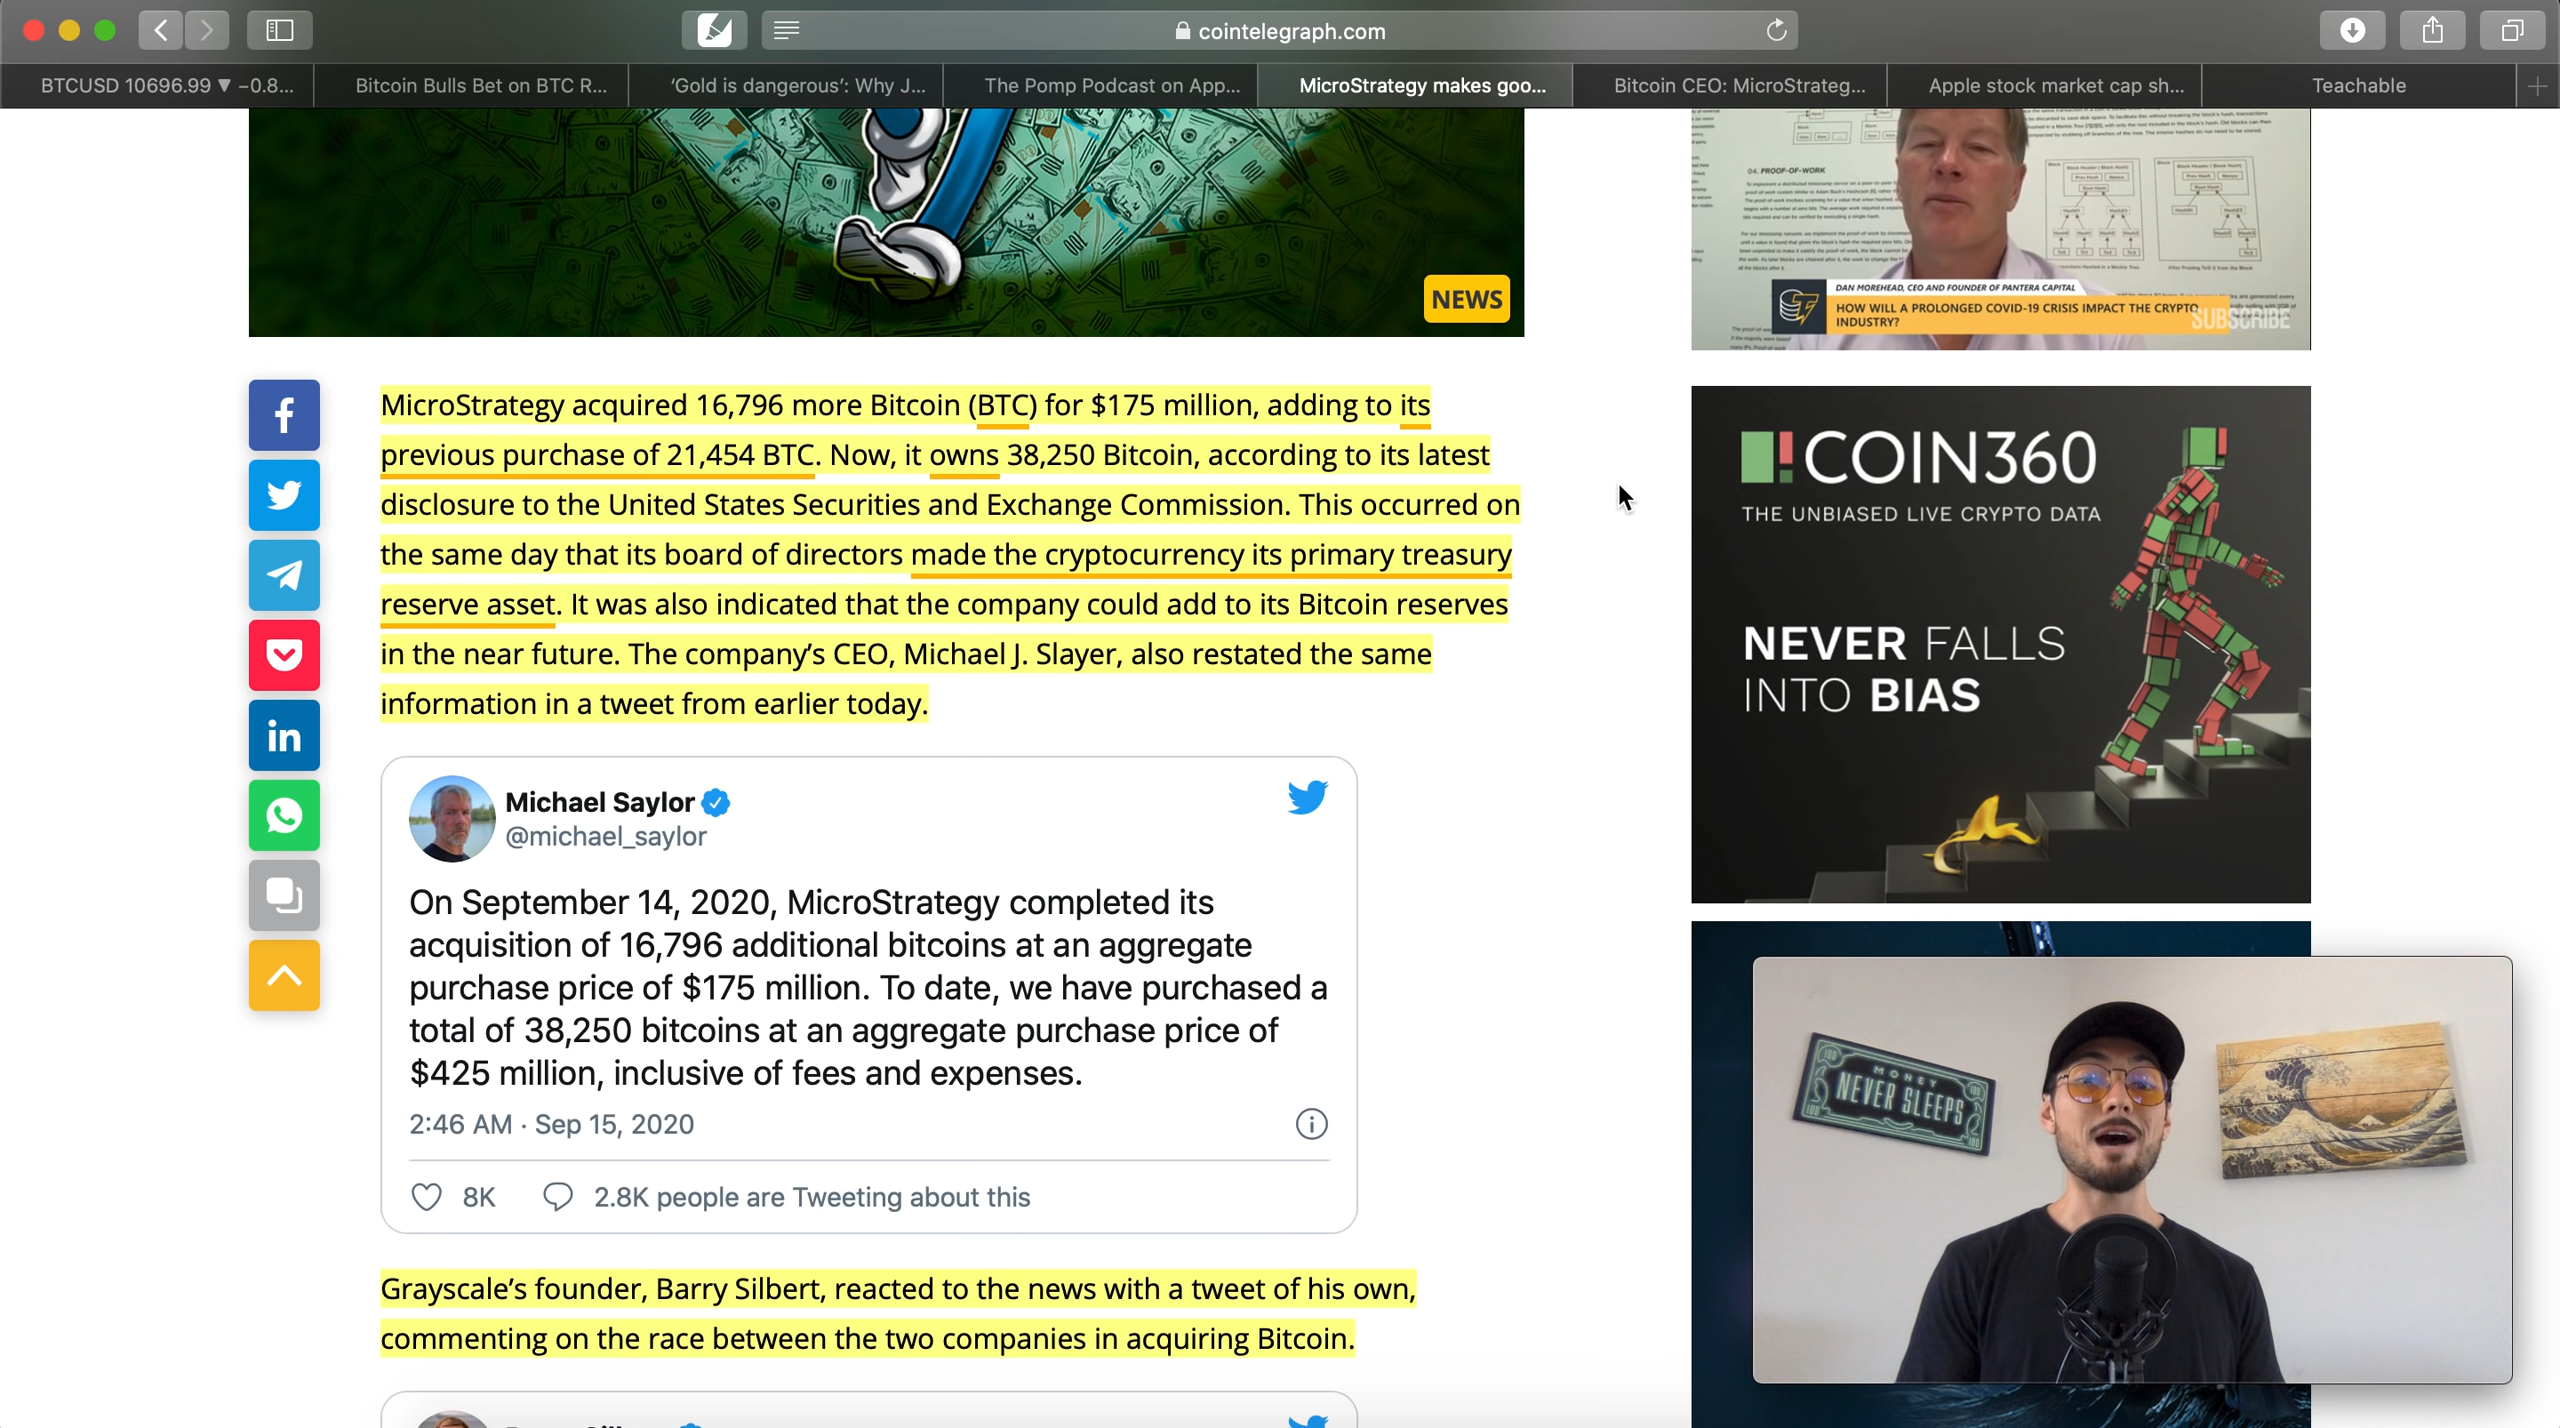 cointelegraph.com
BTCUSD 10696.99 ▼ −0.8...
Bitcoin Bulls Bet on BTC R...
‘Gold is dangerous’: Why J...
The Pomp Podcast on App...
MicroStrategy makes goo...
Bitcoin CEO: MicroStrateg...
Apple stock market cap sh...
Teachable
NEWS
04. PROOF-OF-WORK
DAN MOREHEAD, CEO AND FOUNDER OF PANTERA CAPITAL
HOW WILL A PROLONGED COVID-19 CRISIS IMPACT THE CRYPTO
INDUSTRY?
SUBSCRIBE
MicroStrategy acquired 16,796 more Bitcoin (BTC) for $175 million, adding to its
previous purchase of 21,454 BTC. Now, it owns 38,250 Bitcoin, according to its latest
disclosure to the United States Securities and Exchange Commission. This occurred on
the same day that its board of directors made the cryptocurrency its primary treasury
reserve asset. It was also indicated that the company could add to its Bitcoin reserves
in the near future. The company’s CEO, Michael J. Slayer, also restated the same
information in a tweet from earlier today.
Michael Saylor
@michael_saylor
On September 14, 2020, MicroStrategy completed its
acquisition of 16,796 additional bitcoins at an aggregate
purchase price of $175 million. To date, we have purchased a
total of 38,250 bitcoins at an aggregate purchase price of
$425 million, inclusive of fees and expenses.
2:46 AM · Sep 15, 2020
8K
2.8K people are Tweeting about this
Grayscale’s founder, Barry Silbert, reacted to the news with a tweet of his own,
commenting on the race between the two companies in acquiring Bitcoin.
COIN360
THE UNBIASED LIVE CRYPTO DATA
NEVER FALLS
INTO BIAS
MONEY
NEVER SLEEPS